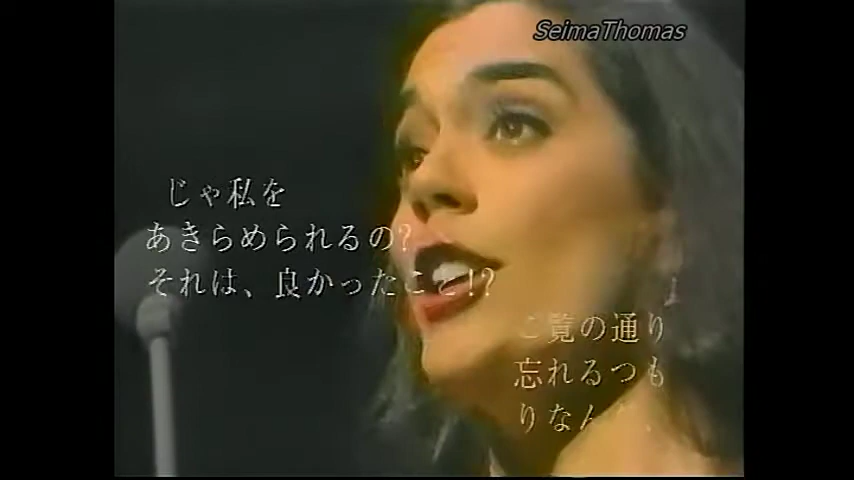 SeimaThomas
じゃ私を
あきらめられるの?
それは、良かったこと!?
ご覧の通り
忘れるつも
りなん